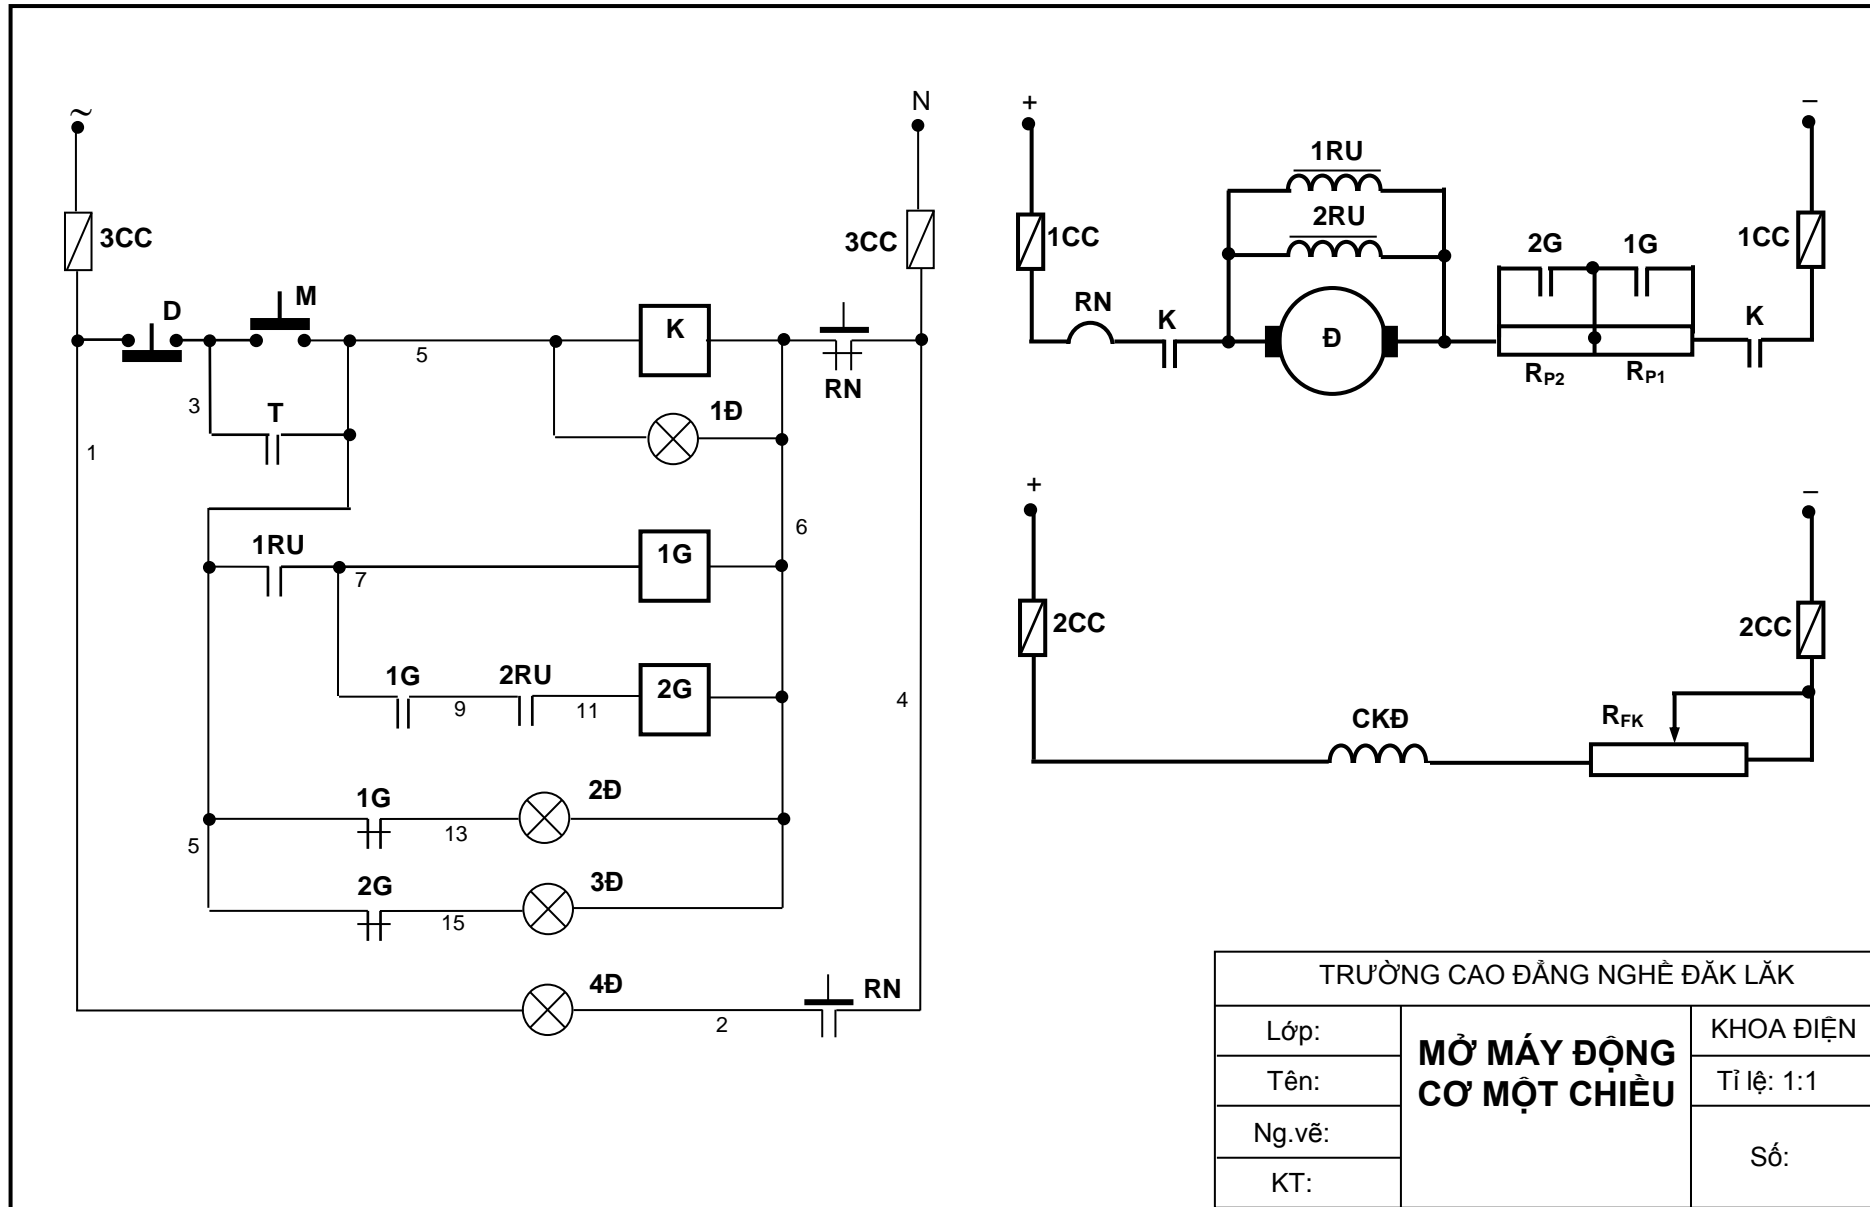 ~
N
3CC
3CC
D
M
K
RN
5
3
T
1Đ
1
6
1RU
7
1G
1G
9
2RU
11
2G
4
1G
13
2Đ
5
2G
15
3Đ
4Đ
2
RN
+
–
1RU
2RU
1CC
1CC
2G
1G
RN
K
Đ
K
RP2
RP1
+
–
2CC
2CC
CKĐ
RFK
TRƯỜNG CAO ĐẲNG NGHỀ ĐĂK LĂK
Lớp:
Tên:
Ng.vẽ:
KT:
MỞ MÁY ĐỘNG
CƠ MỘT CHIỀU
KHOA ĐIỆN
Tỉ lệ: 1:1
Số: